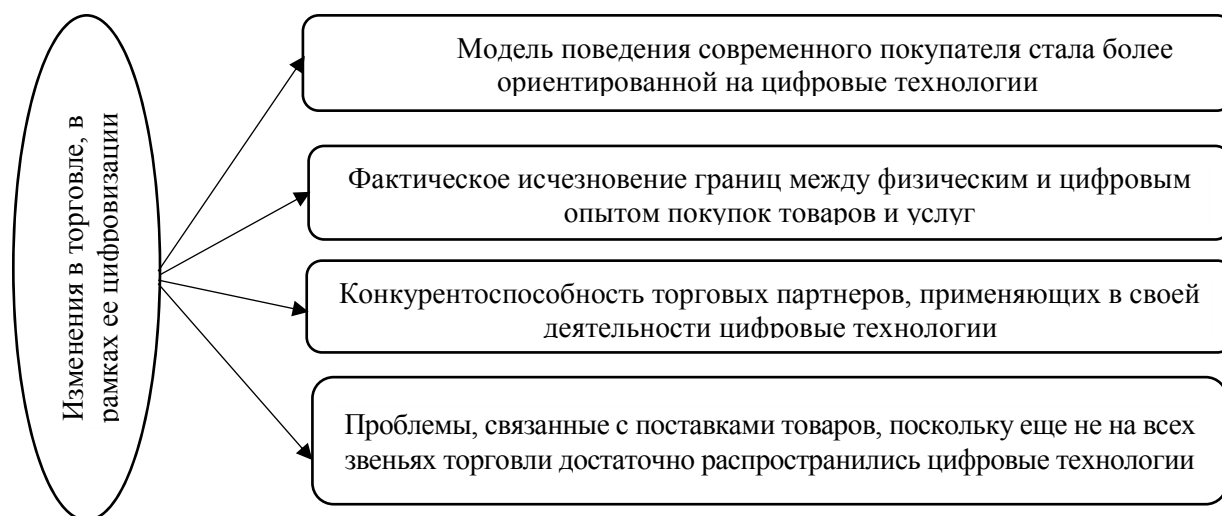 Изменения в торговле, в
рамках ее цифровизации
Модель поведения современного покупателя стала более
ориентированной на цифровые технологии
Фактическое исчезновение границ между физическим и цифровым
опытом покупок товаров и услуг
Конкурентоспособность торговых партнеров, применяющих в своей
деятельности цифровые технологии
Проблемы, связанные с поставками товаров, поскольку еще не на всех
звеньях торговли достаточно распространились цифровые технологии